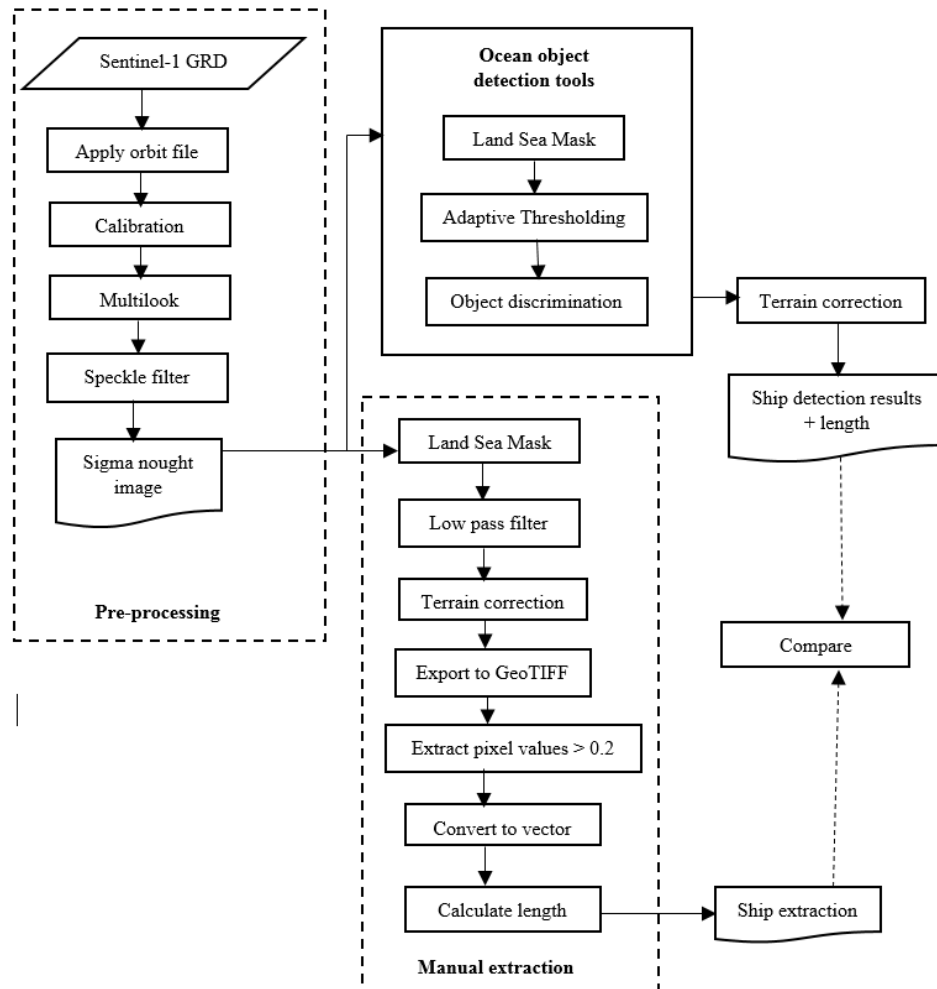 Sentinel-1 GRD
Apply orbit file
Calibration
Multilook
Speckle filter
Sigma nought
image
Pre-processing
Ocean object
detection tools
Land Sea Mask
Adaptive Thresholding
Object discrimination
Terrain correction
Ship detection results
+ length
Land Sea Mask
Low pass filter
Terrain correction
Export to GeoTIFF
Extract pixel values > 0.2
Convert to vector
Calculate length
Manual extraction
Ship extraction
Compare